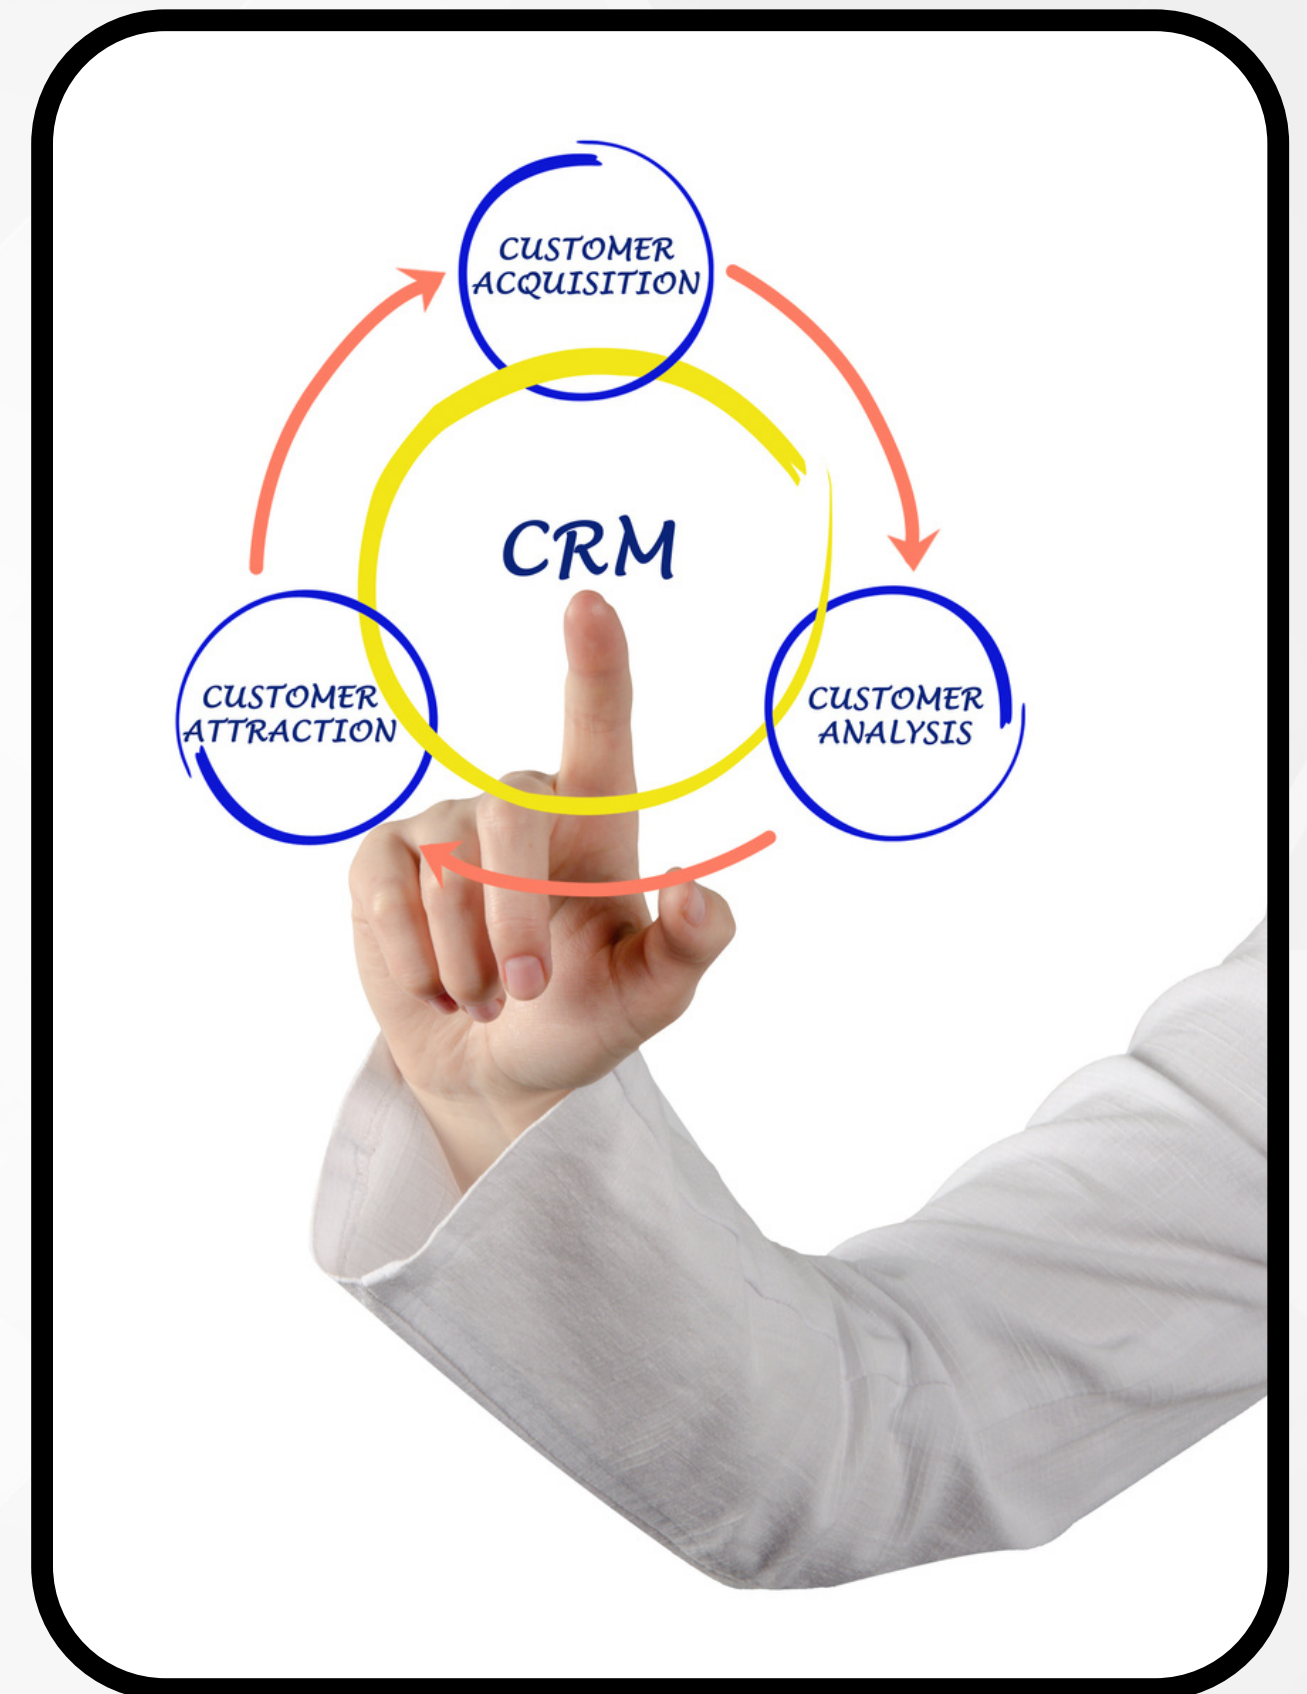 CUSTOMER
ACQUISITION
CRM
CUSTOMER
ATTRACTION
CUSTOMER
ANALYSIS